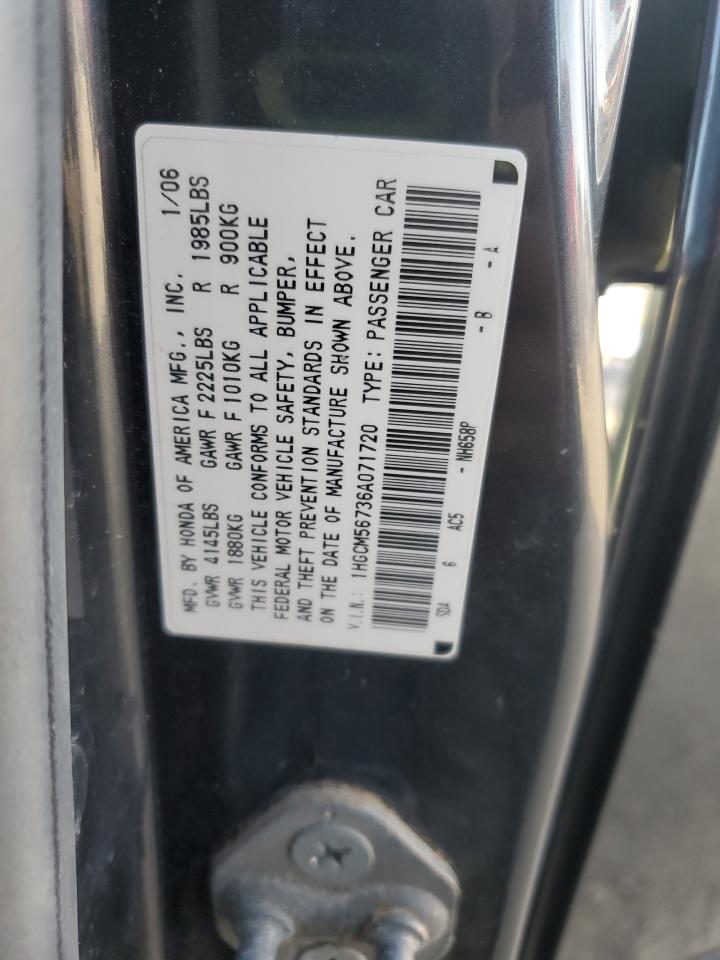 MFD. BY HONDA OF AMERICA MFG., INC. 1/06
GVWR 4145LBS GAWR F 2225LBS R 1985LBS
GVWR 1880KG GAWR F 1010KG R 900KG
THIS VEHICLE CONFORMS TO ALL APPLICABLE
FEDERAL MOTOR VEHICLE SAFETY, BUMPER,
AND THEFT PREVENTION STANDARDS IN EFFECT
ON THE DATE OF MANUFACTURE SHOWN ABOVE.
V.I.N.: 1HGCM56736A071720 TYPE: PASSENGER CAR
SDA 6 AC5 - NH658P - B - A